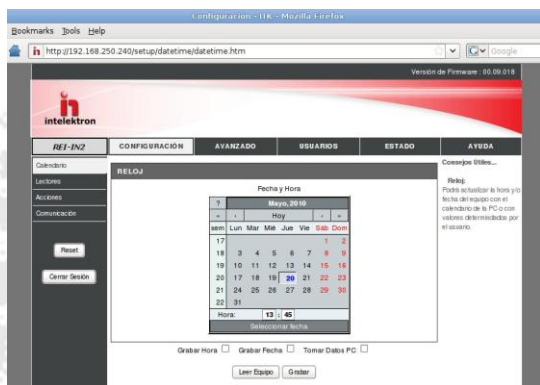 Configuración - ITK - Mozilla Firefox
Bookmarks Tools Help
http://192.168.250.240/setup/datetime/datetime.htm
Google
Versión de Firmware : 00.09.018
intelektron
REI-IN2 CONFIGURACIÓN AVANZADO USUARIOS ESTADO AYUDA
Calendario
Lectores
Acciones
Comunicación
Reset
Cerrar Sesión
RELOJ
Fecha y Hora
? Mayo, 2010
« ‹ Hoy › »
sem Lun Mar Mié Jue Vie Sáb Dom
17 1 2
18 3 4 5 6 7 8 9
19 10 11 12 13 14 15 16
20 17 18 19 20 21 22 23
21 24 25 26 27 28 29 30
22 31
Hora: 13 : 45
Seleccionar fecha
Grabar Hora Grabar Fecha Tomar Datos PC
Leer Equipo Grabar
Consejos Utiles...
Reloj:
Podrá actualizar la hora y/o
fecha del equipo con el
calendario de la PC o con
valores determindados por
el usuario.